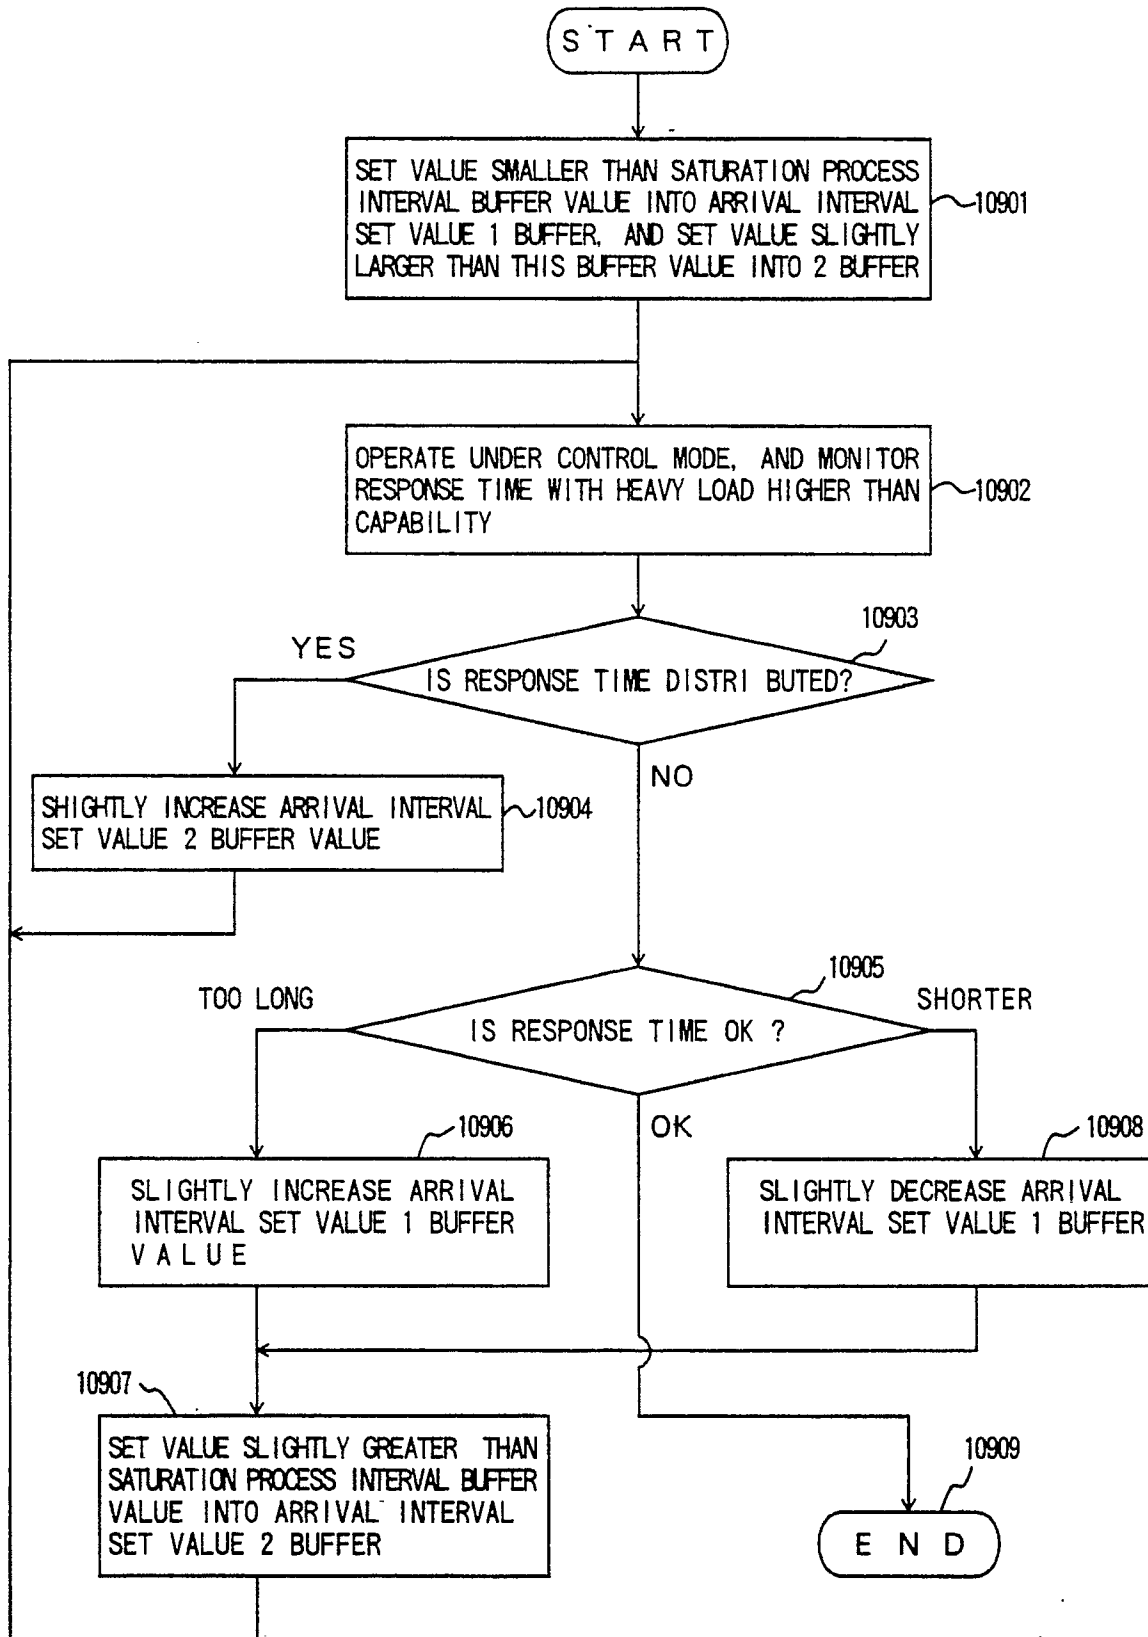 START
SET VALUE SMALLER THAN SATURATION PROCESS
INTERVAL BUFFER VALUE INTO ARRIVAL INTERVAL
SET VALUE 1 BUFFER, AND SET VALUE SLIGHTLY
LARGER THAN THIS BUFFER VALUE INTO 2 BUFFER
10901
OPERATE UNDER CONTROL MODE, AND MONITOR
RESPONSE TIME WITH HEAVY LOAD HIGHER THAN
CAPABILITY
10902
10903
YES
IS RESPONSE TIME DISTRI BUTED?
NO
SHIGHTLY INCREASE ARRIVAL INTERVAL
SET VALUE 2 BUFFER VALUE
10904
10905
TOO LONG
SHORTER
IS RESPONSE TIME OK ?
OK
10906
10908
SLIGHTLY INCREASE ARRIVAL
INTERVAL SET VALUE 1 BUFFER
VALUE
SLIGHTLY DECREASE ARRIVAL
INTERVAL SET VALUE 1 BUFFER
10907
SET VALUE SLIGHTLY GREATER THAN
SATURATION PROCESS INTERVAL BUFFER
VALUE INTO ARRIVAL INTERVAL
SET VALUE 2 BUFFER
10909
END